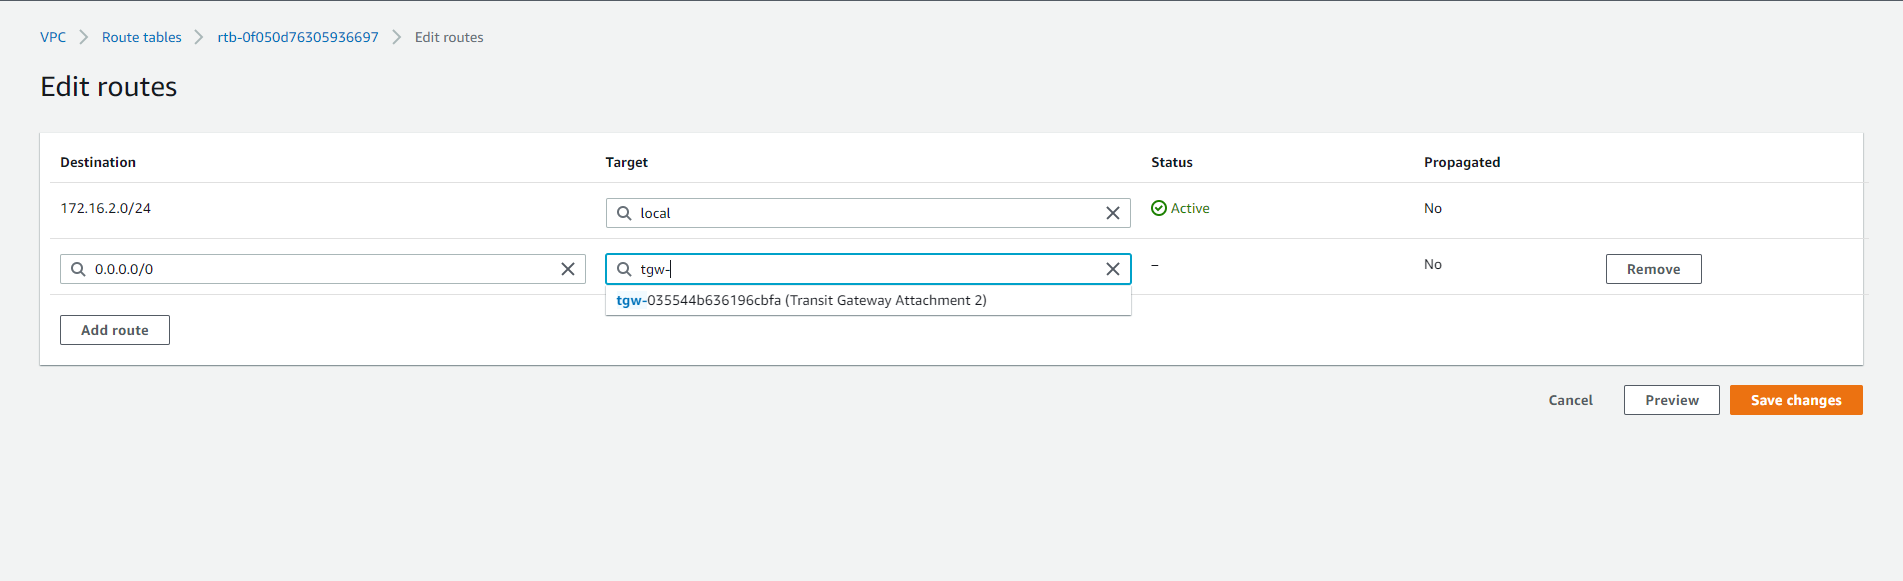 VPC > Route tables > rtb-0f050d76305936697 > Edit routes
Edit routes
Destination Target Status Propagated
172.16.2.0/24 local Active No
0.0.0.0/0 tgw- – No Remove
tgw-035544b636196cbfa (Transit Gateway Attachment 2)
Add route
Cancel Preview Save changes